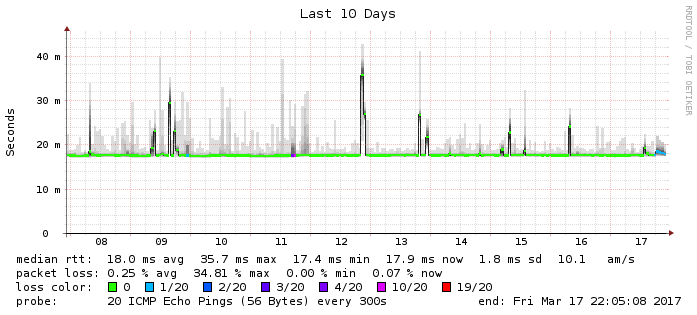 Last 10 Days
RRDTOOL / TOBI OETIKER
Seconds
40 m
30 m
20 m
10 m
0
08 09 10 11 12 13 14 15 16 17
median rtt: 18.0 ms avg 35.7 ms max 17.4 ms min 17.9 ms now 1.8 ms sd 10.1 am/s
packet loss: 0.25 % avg 34.81 % max 0.00 % min 0.07 % now
loss color: 0 1/20 2/20 3/20 4/20 10/20 19/20
probe: 20 ICMP Echo Pings (56 Bytes) every 300s end: Fri Mar 17 22:05:08 2017